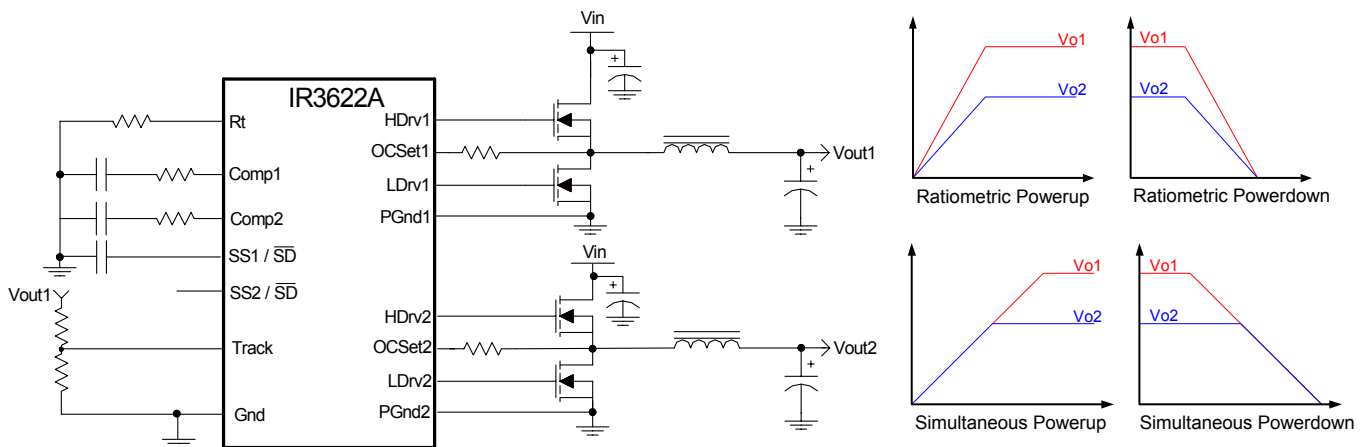 IR3622A
Rt
Comp1
Comp2
SS1 / SD
SS2 / SD
Vout1
Track
Gnd
HDrv1
OCSet1
LDrv1
PGnd1
HDrv2
OCSet2
LDrv2
PGnd2
Vin
+
+
Vout1
Vin
+
+
Vout2
Vo1
Vo2
Ratiometric Powerup
Vo1
Vo2
Ratiometric Powerdown
Vo1
Vo2
Simultaneous Powerup
Vo1
Vo2
Simultaneous Powerdown